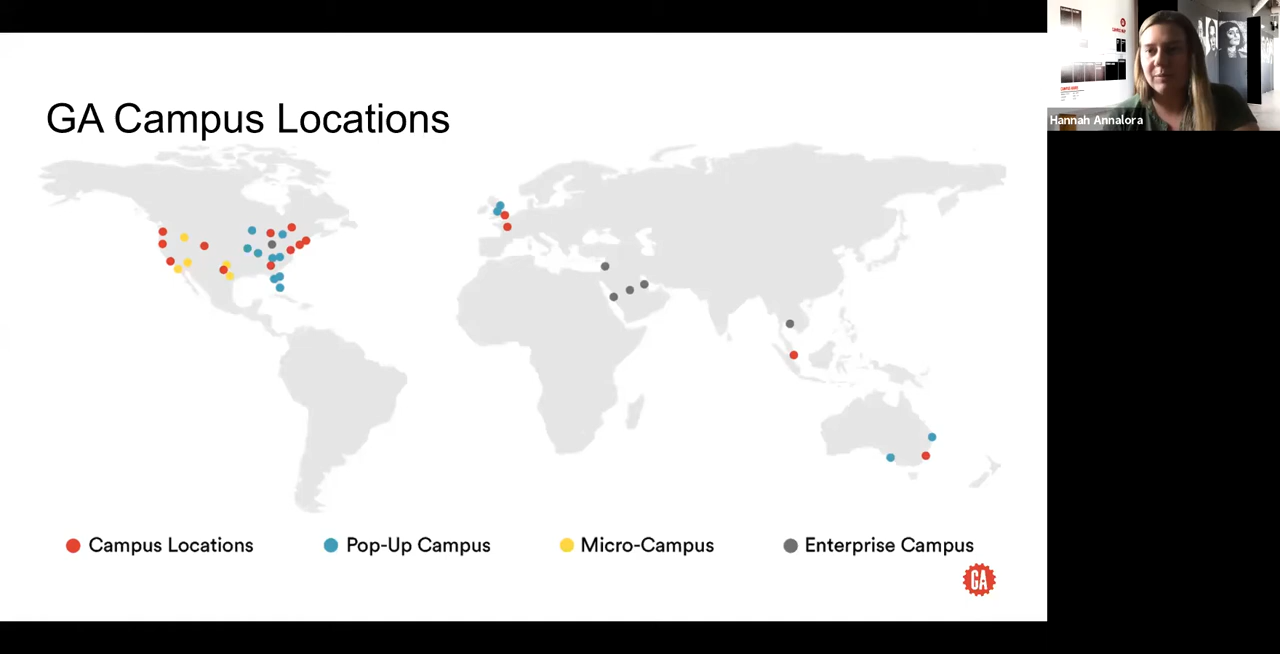 GA Campus Locations
Hannah Annalora
Campus Locations
Pop-Up Campus
Micro-Campus
Enterprise Campus
GA